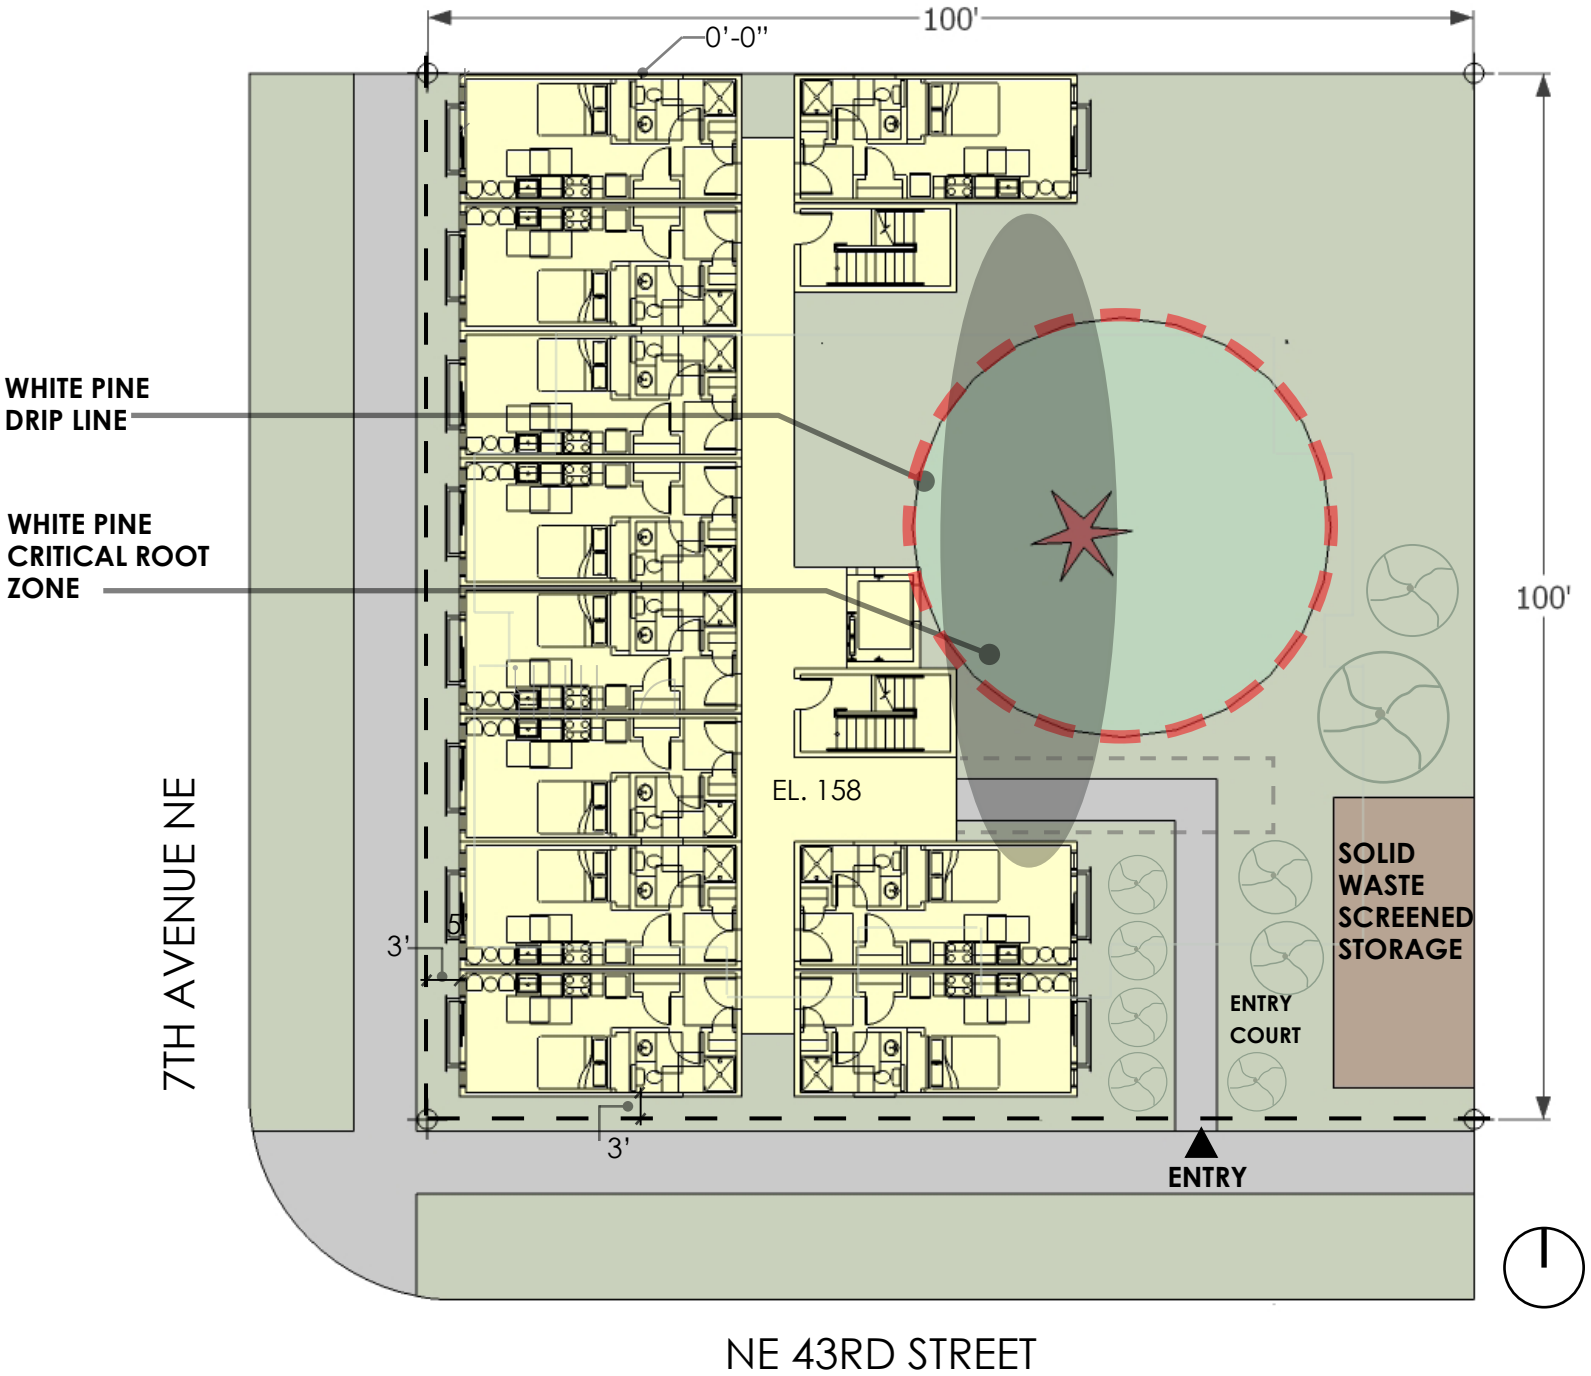 100'
0'-0"
WHITE PINE
DRIP LINE
WHITE PINE
CRITICAL ROOT
ZONE
100'
EL. 158
7TH AVENUE NE
SOLID
WASTE
SCREENED
STORAGE
5'
3'
ENTRY
COURT
3'
ENTRY
NE 43RD STREET